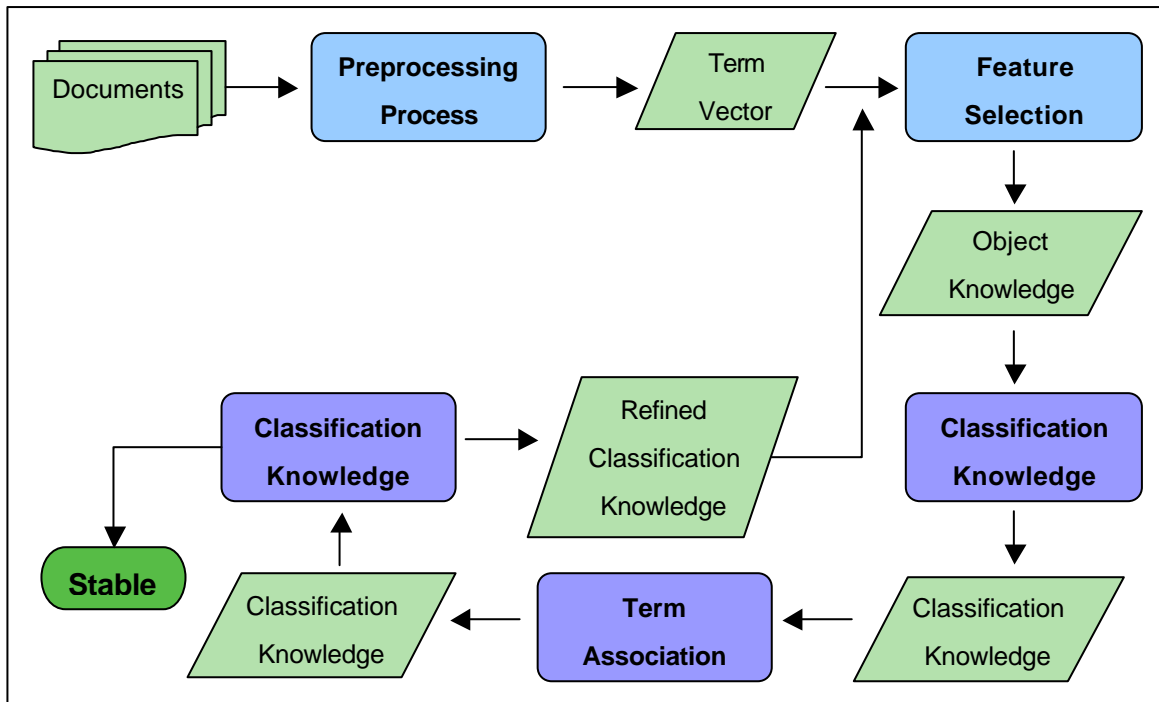 Documents
Preprocessing
Process
Term
Vector
Feature
Selection
Object
Knowledge
Classification
Knowledge
Refined
Classification
Knowledge
Classification
Knowledge
Stable
Classification
Knowledge
Term
Association
Classification
Knowledge